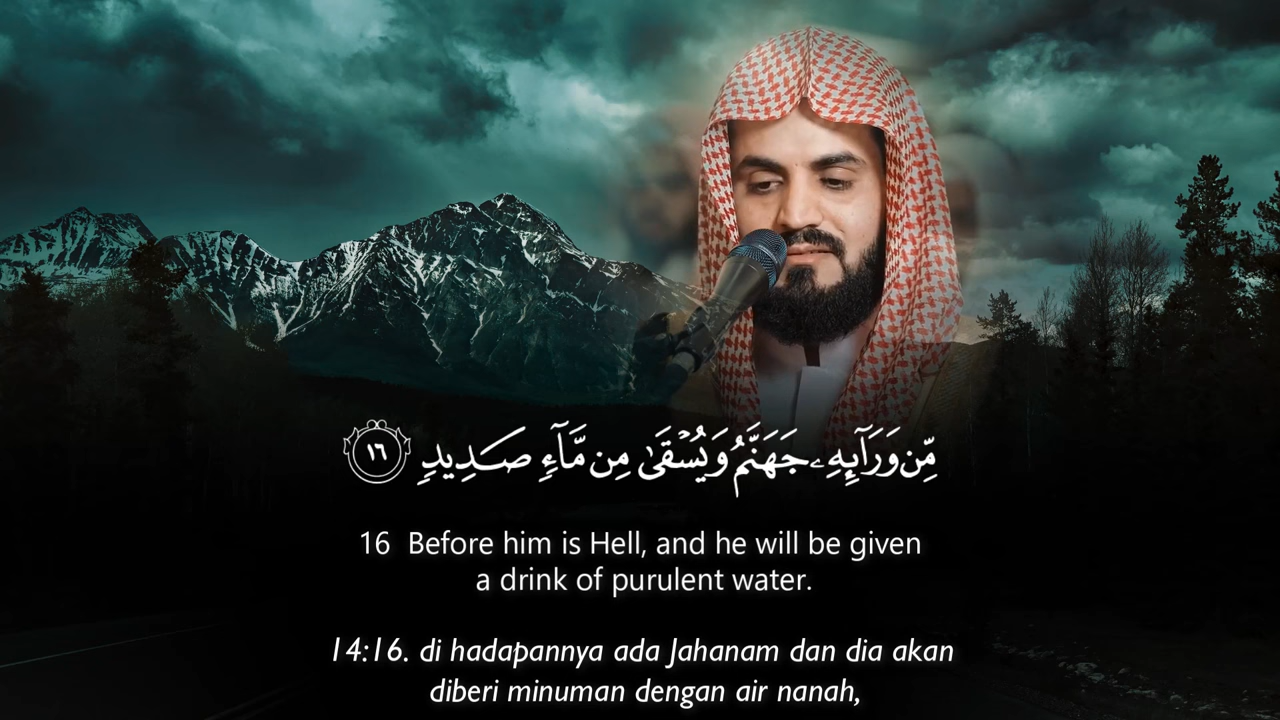 مِّن وَرَآئِهِۦ جَهَنَّمُ وَيُسْقَىٰ مِن مَّآءٍ صَدِيدٍ ١٦
16 Before him is Hell, and he will be given
a drink of purulent water.
14:16. di hadapannya ada Jahanam dan dia akan
diberi minuman dengan air nanah,